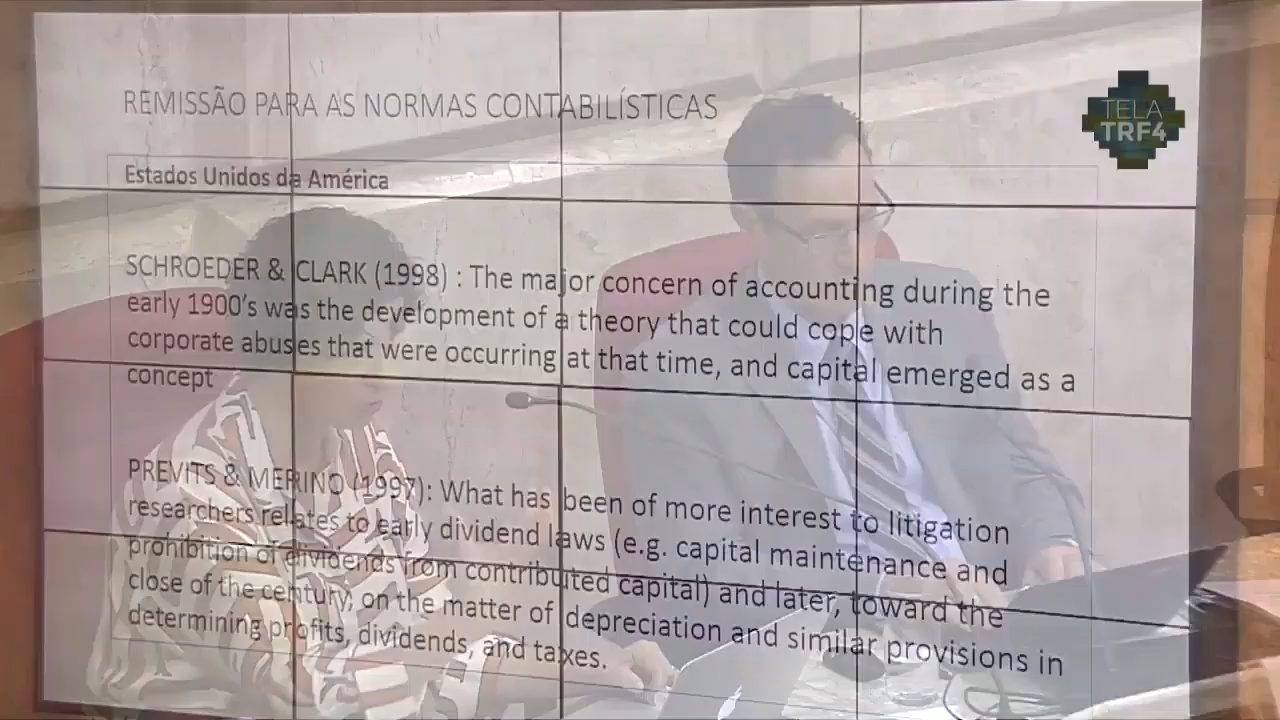 REMISSÃO PARA AS NORMAS CONTABILÍSTICAS
TELA
TRF4
Estados Unidos da América
SCHROEDER & CLARK (1998) : The major concern of accounting during the
early 1900's was the development of a theory that could cope with
corporate abuses that were occurring at that time, and capital emerged as a
concept
PREVITS & MERINO (1997): What has been of more interest to litigation
researchers relates to early dividend laws (e.g. capital maintenance and
prohibition of dividends from contributed capital) and later, toward the
close of the century, on the matter of depreciation and similar provisions in
determining profits, dividends, and taxes.